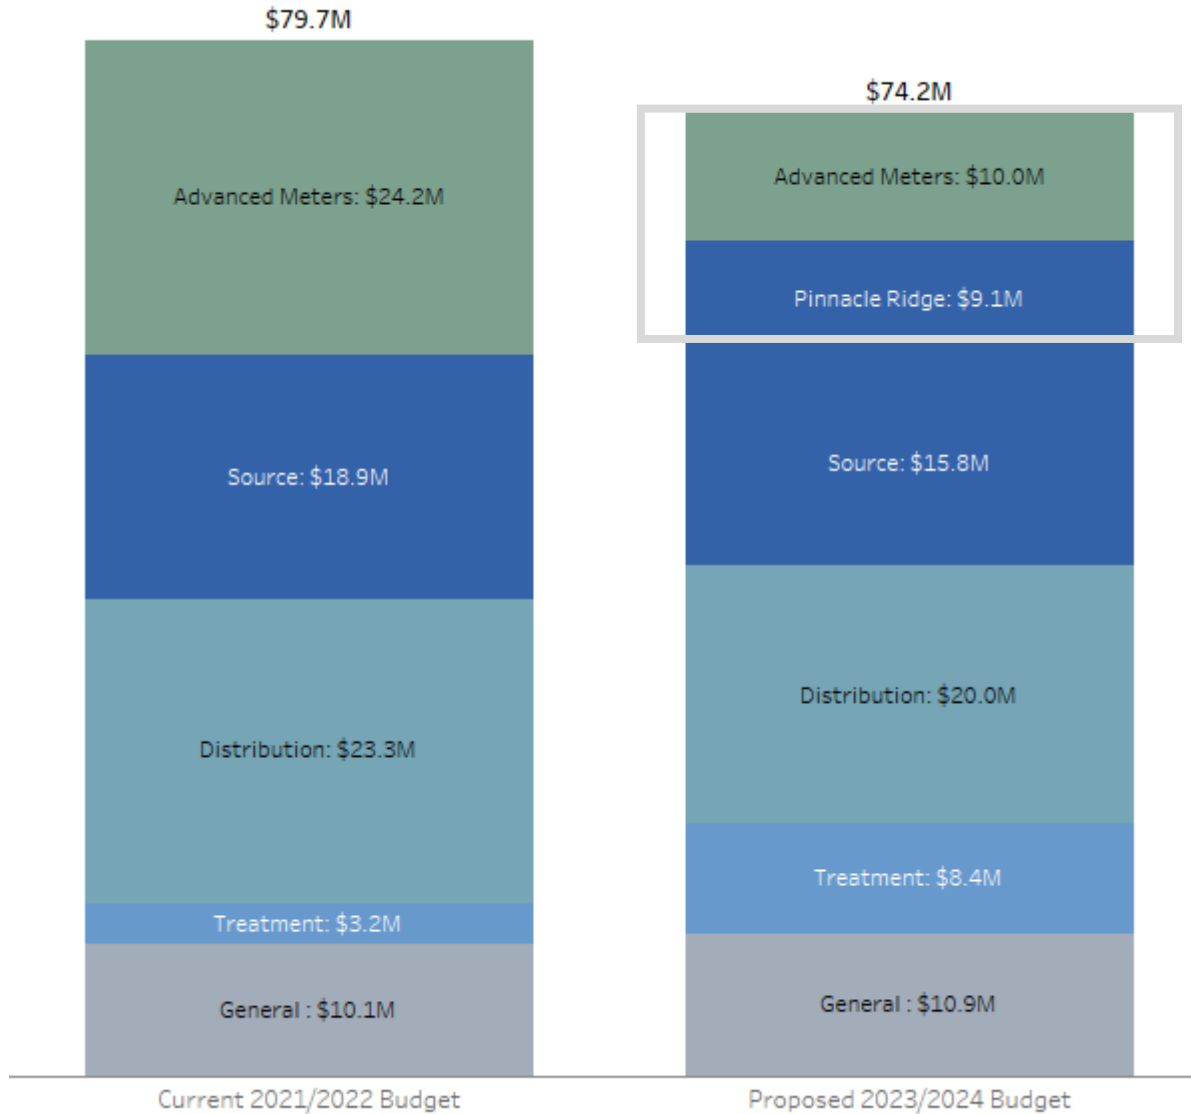 $79.7M
Advanced Meters: $24.2M
Source: $18.9M
Distribution: $23.3M
Treatment: $3.2M
General : $10.1M
Current 2021/2022 Budget
$74.2M
Advanced Meters: $10.0M
Pinnacle Ridge: $9.1M
Source: $15.8M
Distribution: $20.0M
Treatment: $8.4M
General : $10.9M
Proposed 2023/2024 Budget